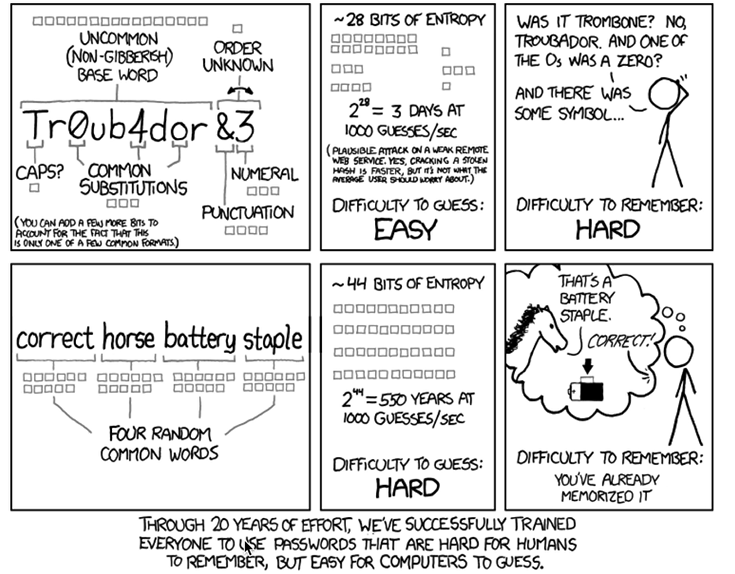 UNCOMMON
(NON-GIBBERISH)
BASE WORD
ORDER
UNKNOWN
Tr0ub4dor &3
CAPS?
COMMON
SUBSTITUTIONS
NUMERAL
PUNCTUATION
(YOU CAN ADD A FEW MORE BITS TO
ACCOUNT FOR THE FACT THAT THIS
IS ONLY ONE OF A FEW COMMON FORMATS.)
~28 BITS OF ENTROPY
2^28 = 3 DAYS AT
1000 GUESSES/SEC
(PLAUSIBLE ATTACK ON A WEAK REMOTE
WEB SERVICE. YES, CRACKING A STOLEN
HASH IS FASTER, BUT IT'S NOT WHAT THE
AVERAGE USER SHOULD WORRY ABOUT.)
DIFFICULTY TO GUESS:
EASY
WAS IT TROMBONE? NO,
TROUBADOR. AND ONE OF
THE Os WAS A ZERO?
AND THERE WAS
SOME SYMBOL...
DIFFICULTY TO REMEMBER:
HARD
correct horse battery staple
FOUR RANDOM
COMMON WORDS
~44 BITS OF ENTROPY
2^44 = 550 YEARS AT
1000 GUESSES/SEC
DIFFICULTY TO GUESS:
HARD
THAT'S A
BATTERY
STAPLE.
CORRECT!
DIFFICULTY TO REMEMBER:
YOU'VE ALREADY
MEMORIZED IT
THROUGH 20 YEARS OF EFFORT, WE'VE SUCCESSFULLY TRAINED
EVERYONE TO USE PASSWORDS THAT ARE HARD FOR HUMANS
TO REMEMBER, BUT EASY FOR COMPUTERS TO GUESS.